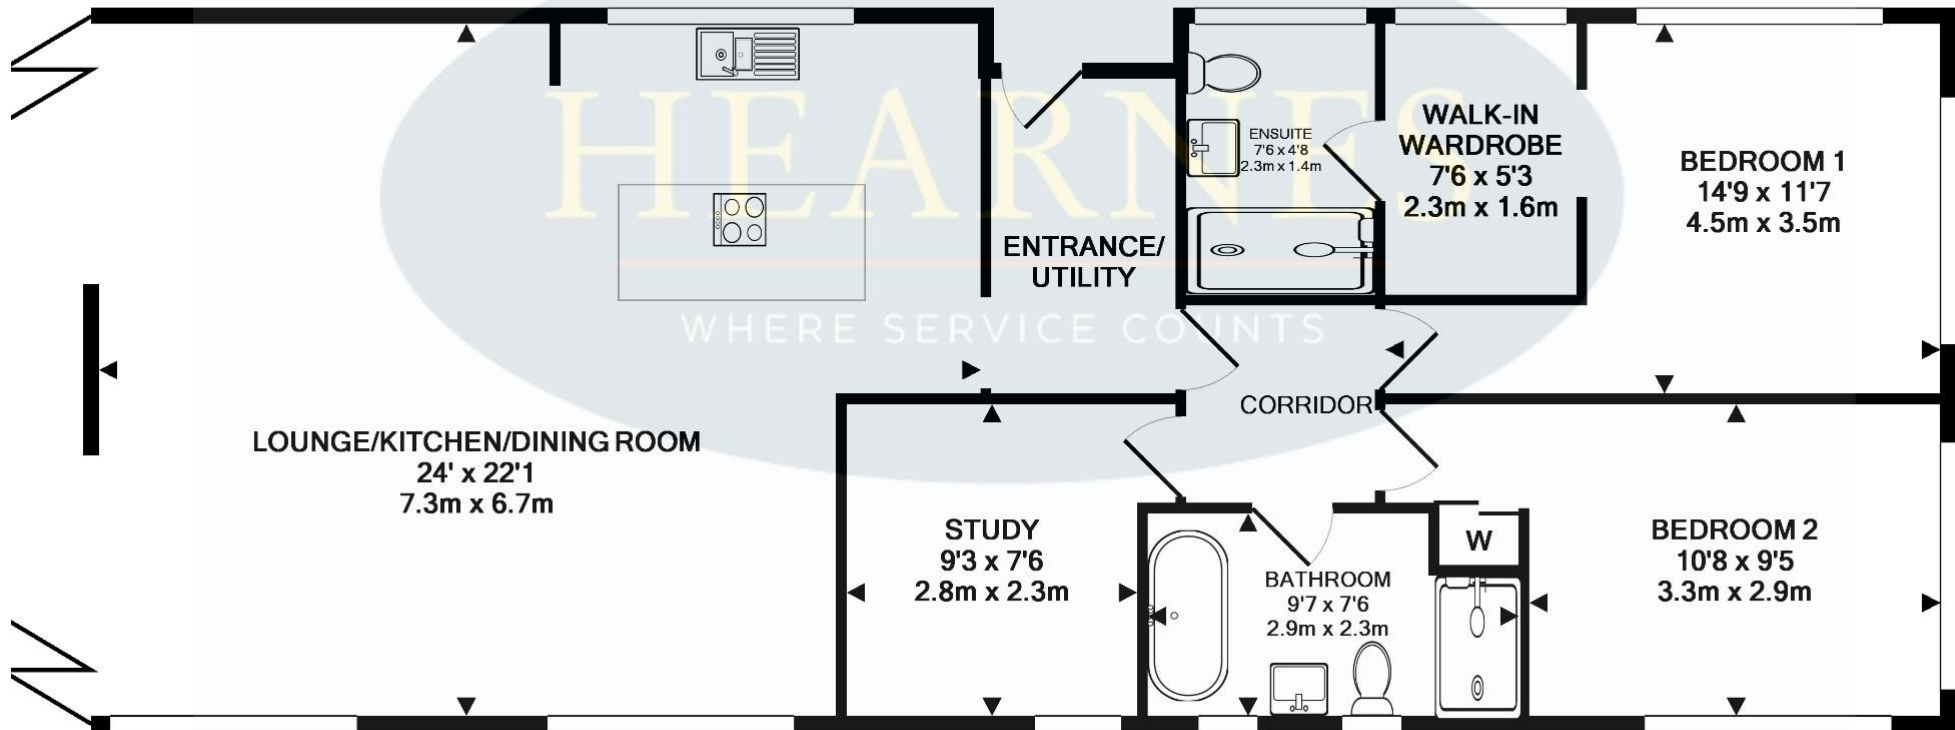 HEARNES
WHERE SERVICE COUNTS
LOUNGE/KITCHEN/DINING ROOM
24' x 22'1
7.3m x 6.7m
ENTRANCE/
UTILITY
ENSUITE
7'6 x 4'8
2.3m x 1.4m
WALK-IN
WARDROBE
7'6 x 5'3
2.3m x 1.6m
BEDROOM 1
14'9 x 11'7
4.5m x 3.5m
CORRIDOR
STUDY
9'3 x 7'6
2.8m x 2.3m
BATHROOM
9'7 x 7'6
2.9m x 2.3m
W
BEDROOM 2
10'8 x 9'5
3.3m x 2.9m